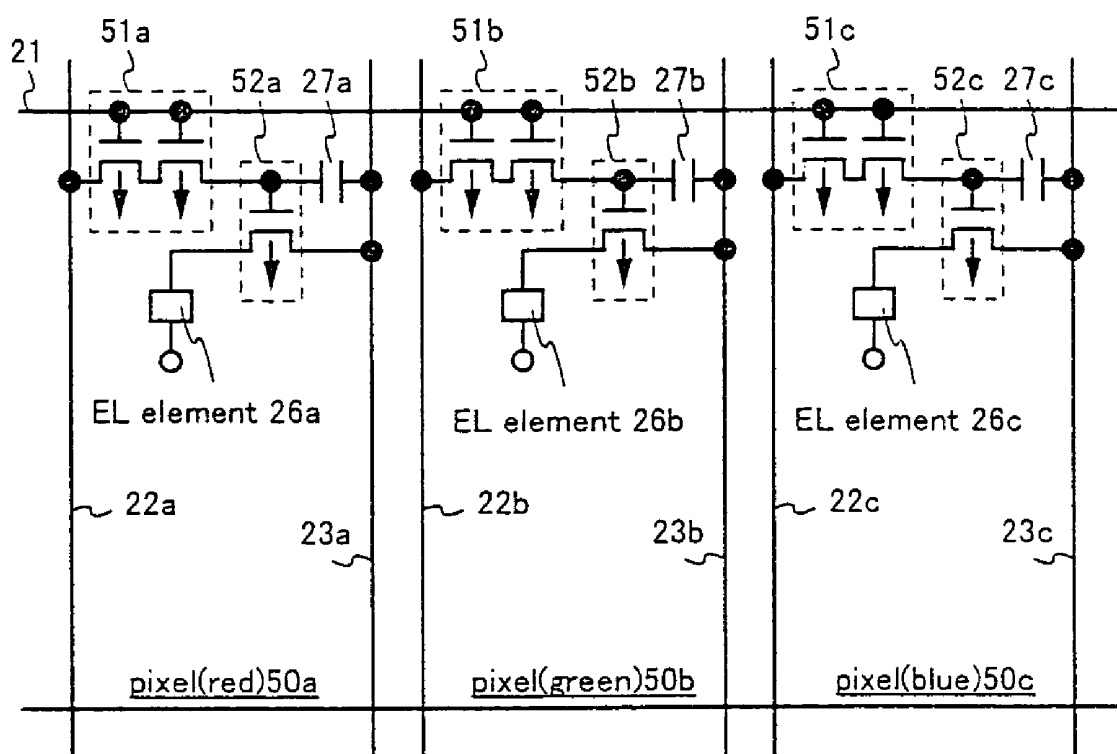 51a
51b
51c
21
52a
27a
52b
27b
52c
27c
EL element 26a
EL element 26b
EL element 26c
22a
22b
22c
23a
23b
23c
pixel(red)50a
pixel(green)50b
pixel(blue)50c